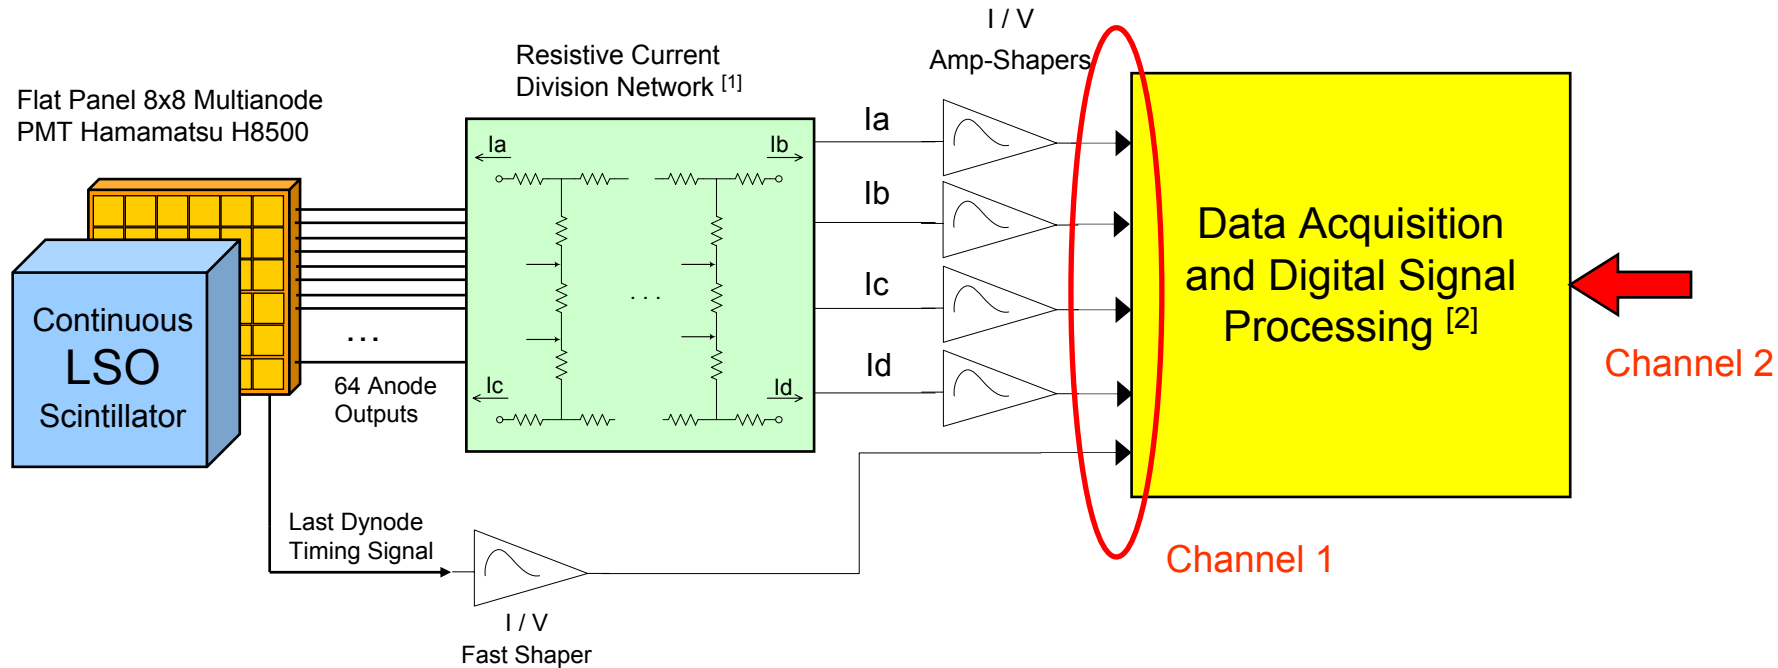 I / V
Amp-Shapers
Resistive Current
Division Network [1]
Flat Panel 8x8 Multianode
PMT Hamamatsu H8500
Ia
Ib
Ic
Id
Ia
Ib
Ic
Id
. . .
Continuous
LSO
Scintillator
...
64 Anode
Outputs
Data Acquisition
and Digital Signal
Processing [2]
Channel 2
Channel 1
Last Dynode
Timing Signal
I / V
Fast Shaper